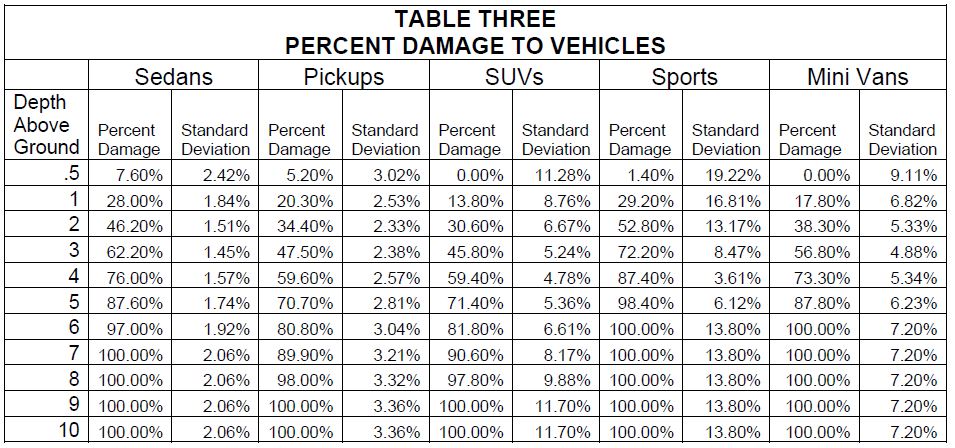 TABLE THREE
PERCENT DAMAGE TO VEHICLES
Sedans Pickups SUVs Sports Mini Vans
Depth
Above
Ground Percent Damage Standard Deviation Percent Damage Standard Deviation Percent Damage Standard Deviation Percent Damage Standard Deviation Percent Damage Standard Deviation
.5 7.60% 2.42% 5.20% 3.02% 0.00% 11.28% 1.40% 19.22% 0.00% 9.11%
1 28.00% 1.84% 20.30% 2.53% 13.80% 8.76% 29.20% 16.81% 17.80% 6.82%
2 46.20% 1.51% 34.40% 2.33% 30.60% 6.67% 52.80% 13.17% 38.30% 5.33%
3 62.20% 1.45% 47.50% 2.38% 45.80% 5.24% 72.20% 8.47% 56.80% 4.88%
4 76.00% 1.57% 59.60% 2.57% 59.40% 4.78% 87.40% 3.61% 73.30% 5.34%
5 87.60% 1.74% 70.70% 2.81% 71.40% 5.36% 98.40% 6.12% 87.80% 6.23%
6 97.00% 1.92% 80.80% 3.04% 81.80% 6.61% 100.00% 13.80% 100.00% 7.20%
7 100.00% 2.06% 89.90% 3.21% 90.60% 8.17% 100.00% 13.80% 100.00% 7.20%
8 100.00% 2.06% 98.00% 3.32% 97.80% 9.88% 100.00% 13.80% 100.00% 7.20%
9 100.00% 2.06% 100.00% 3.36% 100.00% 11.70% 100.00% 13.80% 100.00% 7.20%
10 100.00% 2.06% 100.00% 3.36% 100.00% 11.70% 100.00% 13.80% 100.00% 7.20%